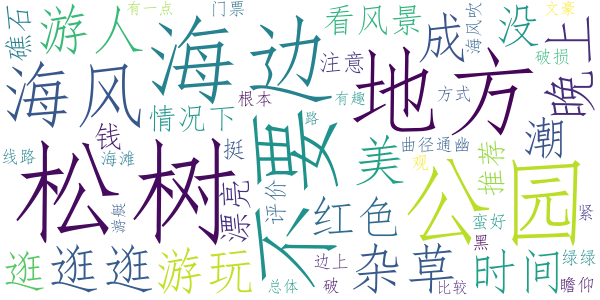 有一点
门票
文豪
礁石
游人
海边
看风景
成
没
海风吹
晚上
海风
注意
地方
破损
情况下
根本
有趣
方式
钱
挺
不要
路
潮
线路
海滩
松树
美
曲径通幽
观
推荐
公园
漂亮
评价
游艇
红色
蛮好
紧
黑
逛
逛逛
游玩
边上
杂草
时间
绿绿
总体
破
比较
瞻仰